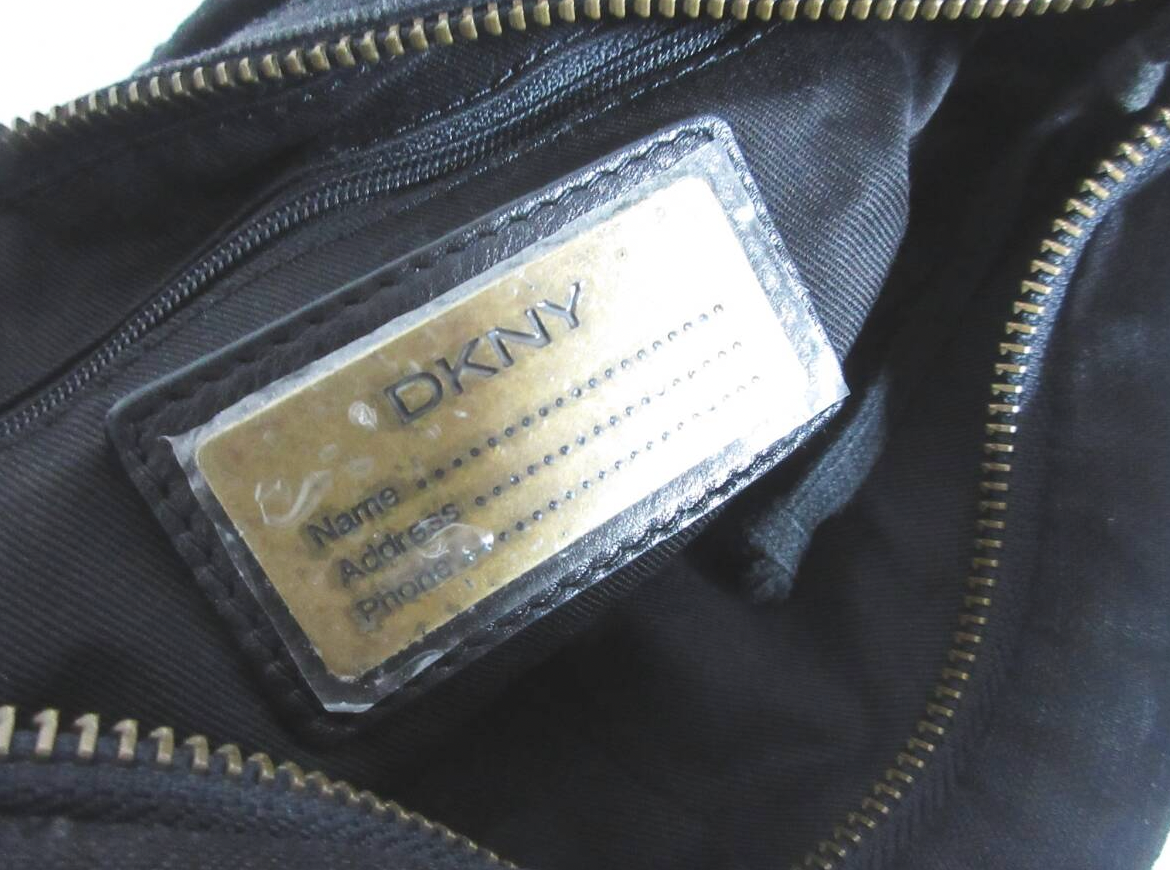 DKNY
Name ....................
Address ....................
Phone ....................